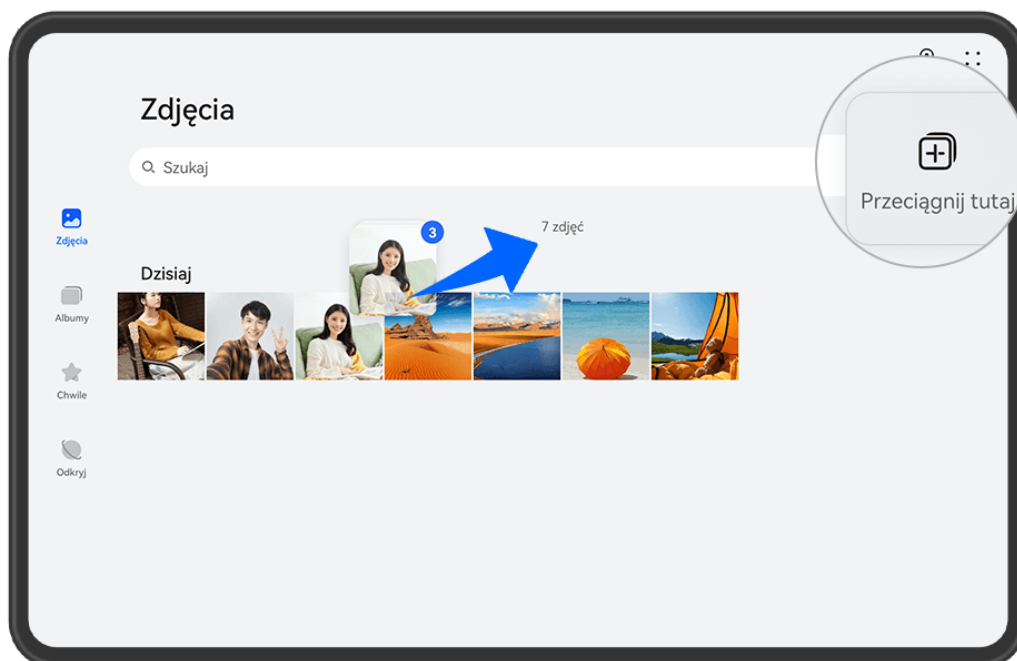 Zdjęcia
Szukaj
Przeciągnij tutaj
Zdjęcia
Albumy
Chwile
Odkryj
3
7 zdjęć
Dzisiaj